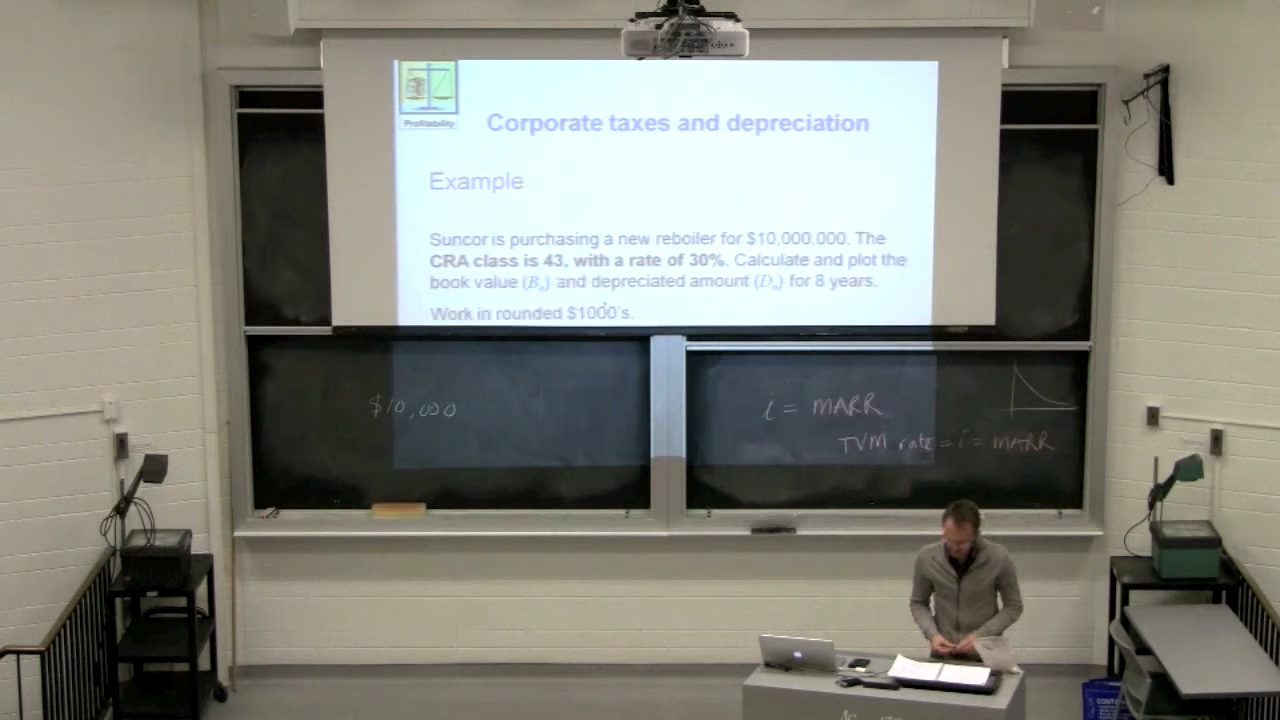 Profitability
Corporate taxes and depreciation
Example
Suncor is purchasing a new reboiler for $10,000,000. The
CRA class is 43, with a rate of 30%. Calculate and plot the
book value (Bₙ) and depreciated amount (Dₙ) for 8 years.
Work in rounded $1000's.
$10,000
i = MARR
TVM rate = i = MARR